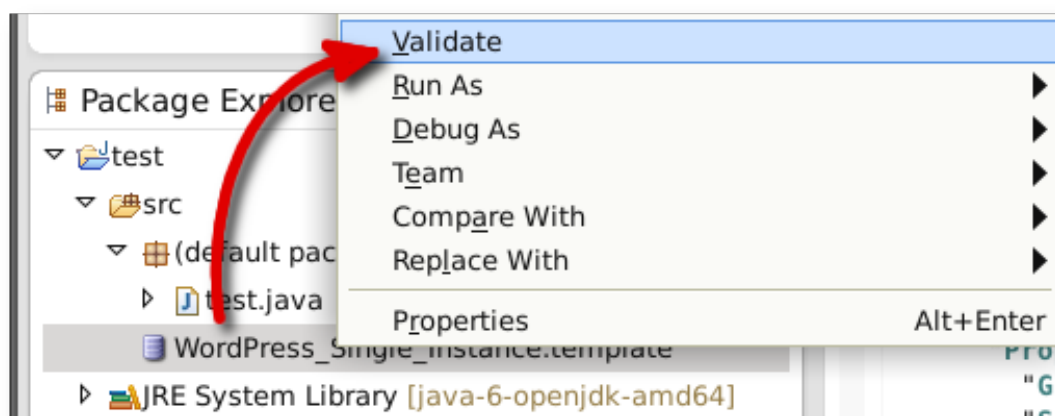 Validate
Run As
Debug As
Team
Compare With
Replace With
Properties Alt+Enter
Package
test
src
(default pac
test.java
WordPress_Single_Instance.template
JRE System Library [java-6-openjdk-amd64]
Pro
"G